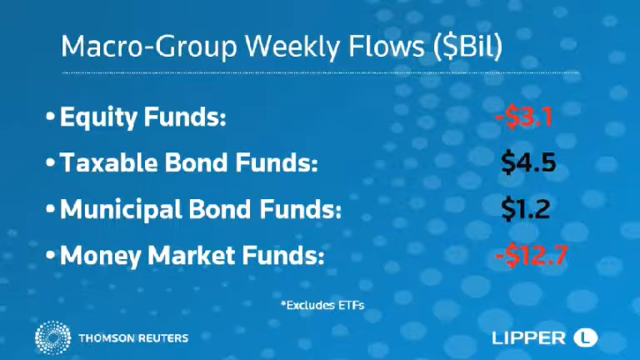 Macro-Group Weekly Flows ($Bil)
• Equity Funds: -$3.1
• Taxable Bond Funds: $4.5
• Municipal Bond Funds: $1.2
• Money Market Funds: -$12.7
*Excludes ETFs
THOMSON REUTERS
LIPPER L